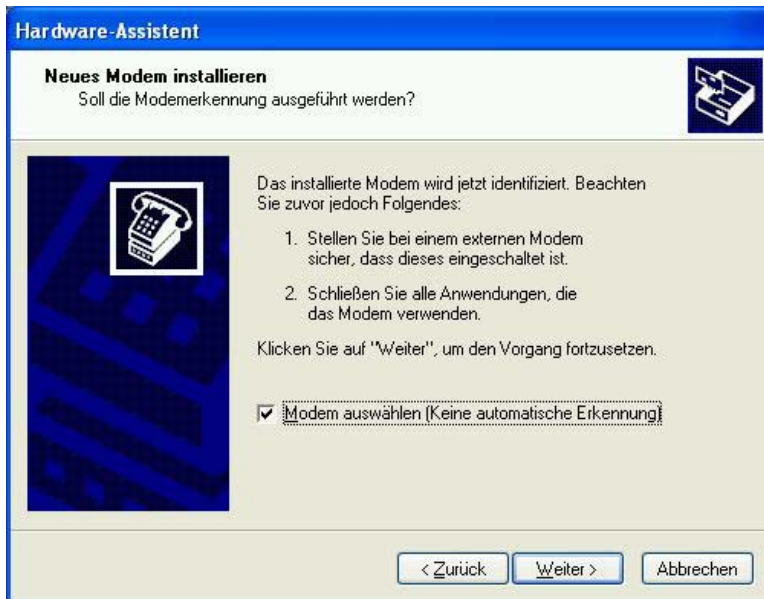 Hardware-Assistent
Neues Modem installieren
Soll die Modemerkennung ausgeführt werden?
Das installierte Modem wird jetzt identifiziert. Beachten
Sie zuvor jedoch Folgendes:
1. Stellen Sie bei einem externen Modem
sicher, dass dieses eingeschaltet ist.
2. Schließen Sie alle Anwendungen, die
das Modem verwenden.
Klicken Sie auf "Weiter", um den Vorgang fortzusetzen.
Modem auswählen (Keine automatische Erkennung)
< Zurück Weiter > Abbrechen